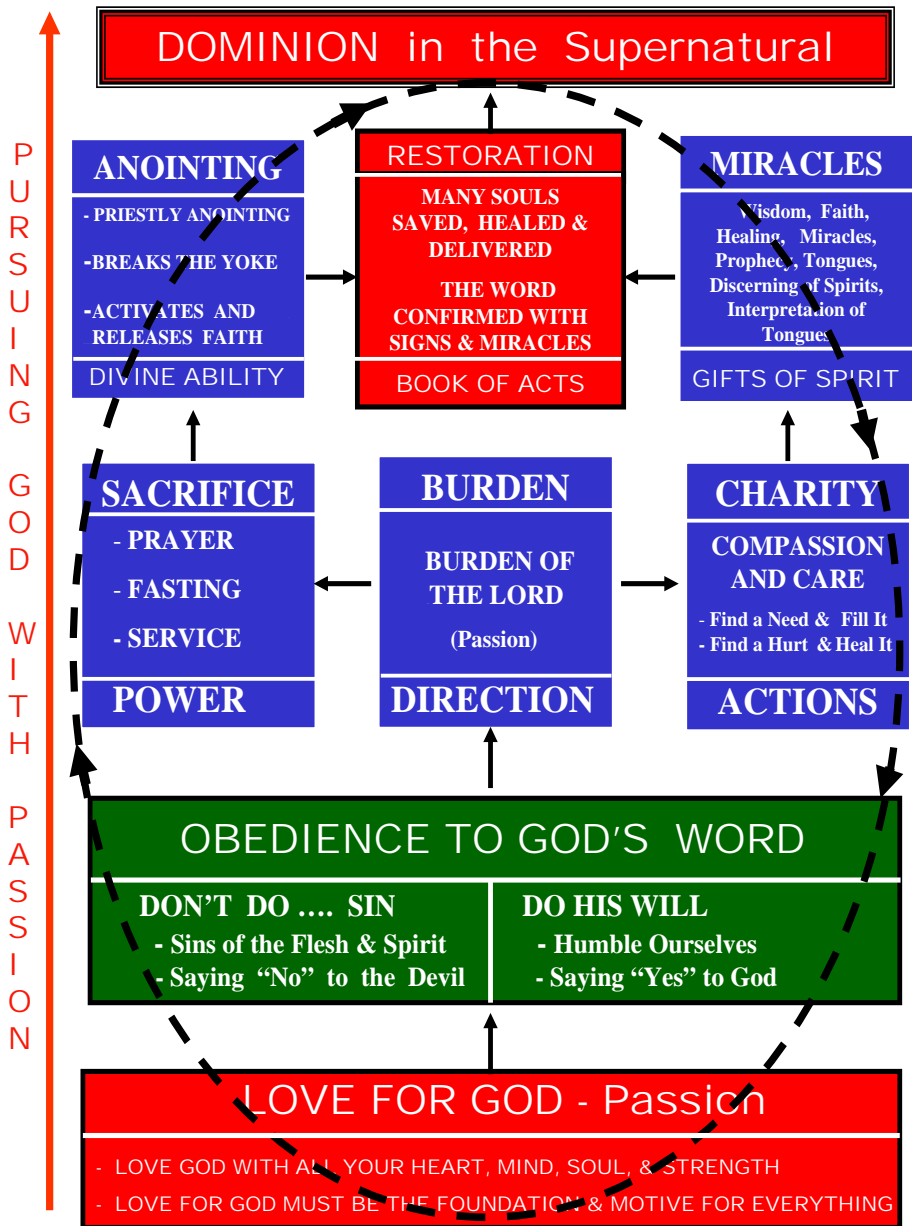 DOMINION in the Supernatural
PURSUING GOD WITH PASSION
ANOINTING
- PRIESTLY ANOINTING
-BREAKS THE YOKE
-ACTIVATES AND
RELEASES FAITH
DIVINE ABILITY
RESTORATION
MANY SOULS
SAVED, HEALED &
DELIVERED
THE WORD
CONFIRMED WITH
SIGNS & MIRACLES
BOOK OF ACTS
MIRACLES
Wisdom, Faith,
Healing, Miracles,
Prophecy, Tongues,
Discerning of Spirits,
Interpretation of
Tongues
GIFTS OF SPIRIT
SACRIFICE
- PRAYER
- FASTING
- SERVICE
POWER
BURDEN
BURDEN OF
THE LORD
(Passion)
DIRECTION
CHARITY
COMPASSION
AND CARE
- Find a Need & Fill It
- Find a Hurt & Heal It
ACTIONS
OBEDIENCE TO GOD'S WORD
DON'T DO .... SIN
- Sins of the Flesh & Spirit
- Saying “No” to the Devil
DO HIS WILL
- Humble Ourselves
- Saying “Yes” to God
LOVE FOR GOD - Passion
- LOVE GOD WITH ALL YOUR HEART, MIND, SOUL, & STRENGTH
- LOVE FOR GOD MUST BE THE FOUNDATION & MOTIVE FOR EVERYTHING